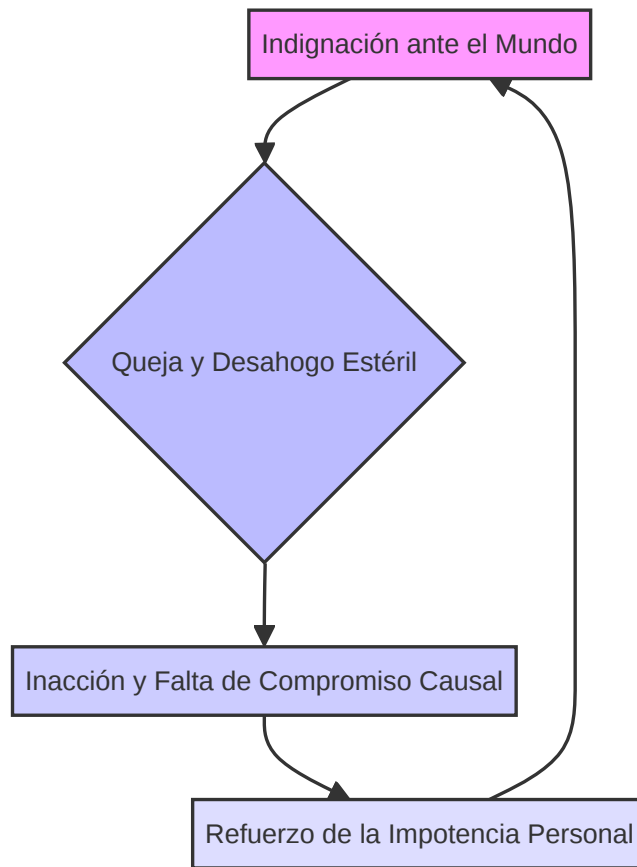 Indignación ante el Mundo
Queja y Desahogo Estéril
Inacción y Falta de Compromiso Causal
Refuerzo de la Impotencia Personal